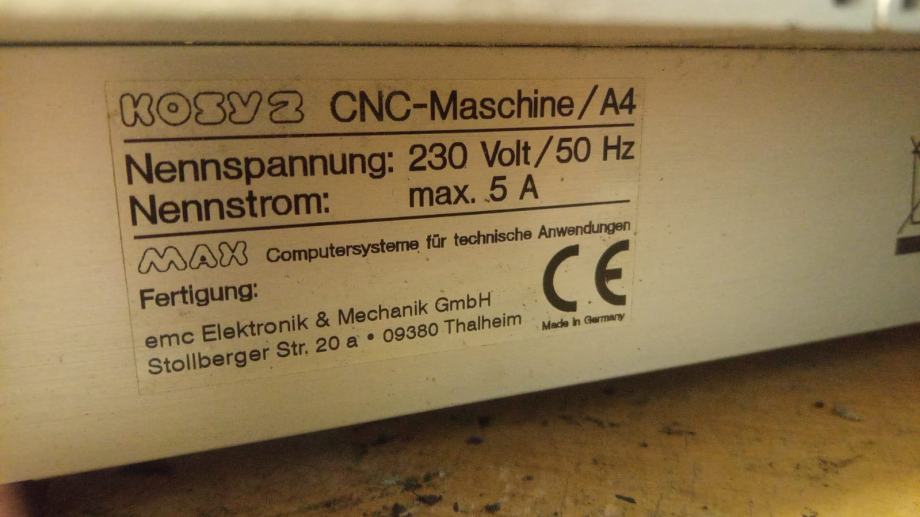 KOSY2 CNC-Maschine/A4
Nennspannung: 230 Volt/50 Hz
Nennstrom: max. 5 A
MAX Computersysteme für technische Anwendungen
Fertigung:
CE
emc Elektronik & Mechanik GmbH
Stollberger Str. 20 a • 09380 Thalheim
Made in Germany